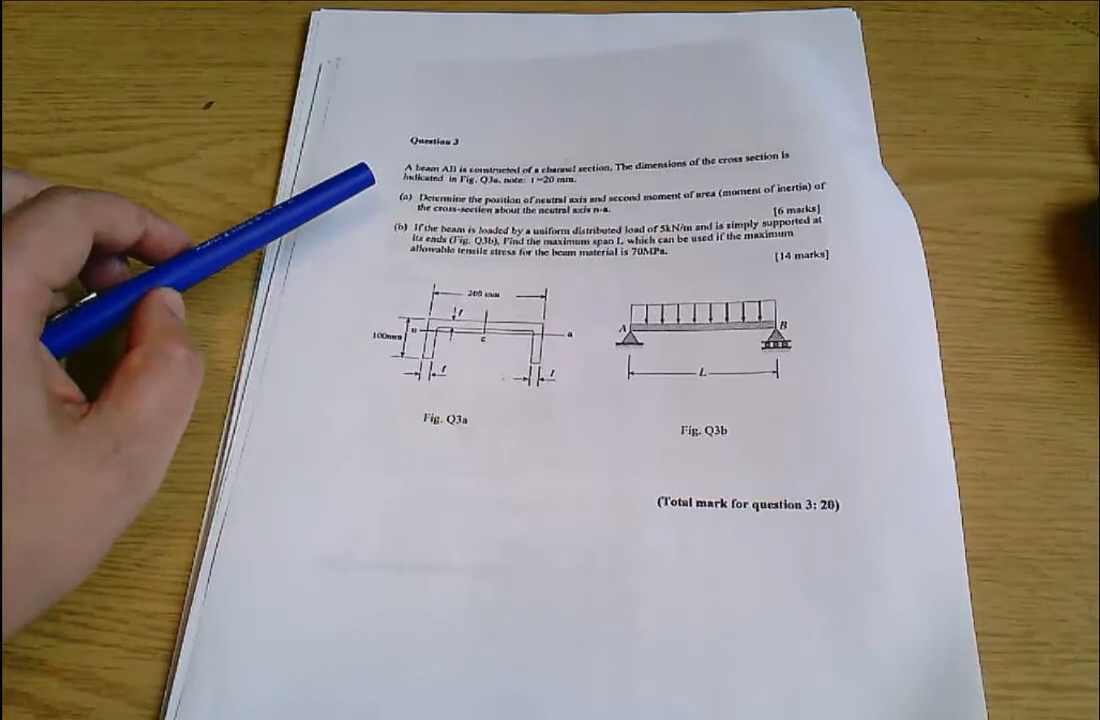 Question 3
A beam AB is constructed of a channel section. The dimensions of the cross section is
indicated in Fig. Q3a, note: t=20 mm.
(a) Determine the position of neutral axis and second moment of area (moment of inertia) of
the cross-section about the neutral axis n-a.
[6 marks]
(b) If the beam is loaded by a uniform distributed load of 5kN/m and is simply supported at
its ends (Fig. Q3b), Find the maximum span L which can be used if the maximum
allowable tensile stress for the beam material is 70MPa.
[14 marks]
200 mm
t
100mm
n
c
a
t
t
A
B
L
Fig. Q3a
Fig. Q3b
(Total mark for question 3: 20)